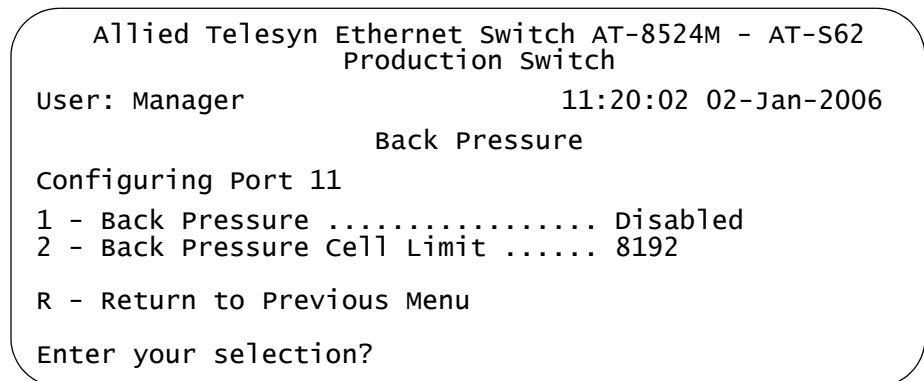 Allied Telesyn Ethernet Switch AT-8524M - AT-S62
Production Switch
User: Manager 11:20:02 02-Jan-2006
Back Pressure
Configuring Port 11
1 - Back Pressure ................. Disabled
2 - Back Pressure Cell Limit ...... 8192
R - Return to Previous Menu
Enter your selection?